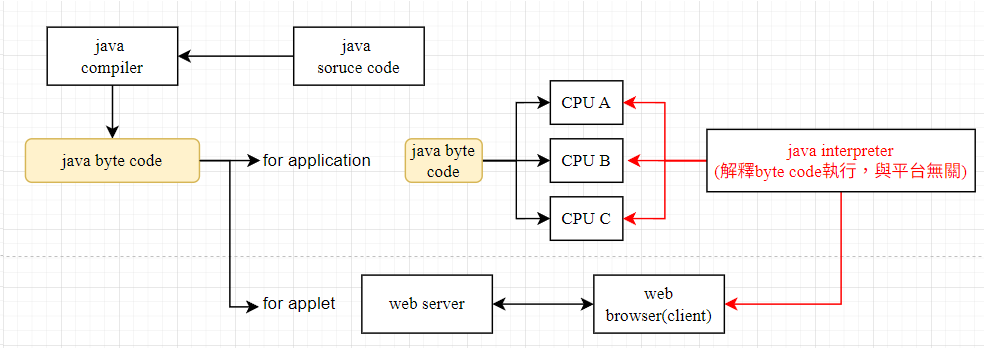 java
compiler
java
soruce code
java byte code
for application
java byte
code
CPU A
CPU B
CPU C
java interpreter
(解釋byte code執行，與平台無關)
for applet
web server
web
browser(client)